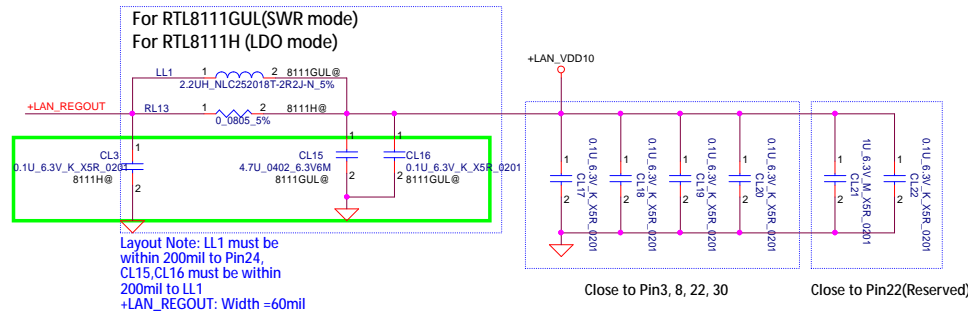 For RTL8111GUL(SWR mode)
For RTL8111H (LDO mode)
LL1 1 2 8111GUL@
2.2UH_NLC252018T-2R2J-N_5%
+LAN_REGOUT
RL13 1 2 8111H@
0_0805_5%
CL3
0.1U_6.3V_K_X5R_0201
8111H@
1
2
CL15
4.7U_0402_6.3V6M
8111GUL@
1
2
CL16
0.1U_6.3V_K_X5R_0201
8111GUL@
1
2
Layout Note: LL1 must be
within 200mil to Pin24,
CL15,CL16 must be within
200mil to LL1
+LAN_REGOUT: Width =60mil
+LAN_VDD10
1
2
CL17
0.1U_6.3V_K_X5R_0201
1
2
CL18
0.1U_6.3V_K_X5R_0201
1
2
CL19
0.1U_6.3V_K_X5R_0201
1
2
CL20
0.1U_6.3V_K_X5R_0201
1
2
CL21
1U_6.3V_M_X5R_0201
1
2
CL22
0.1U_6.3V_K_X5R_0201
Close to Pin3, 8, 22, 30
Close to Pin22(Reserved)